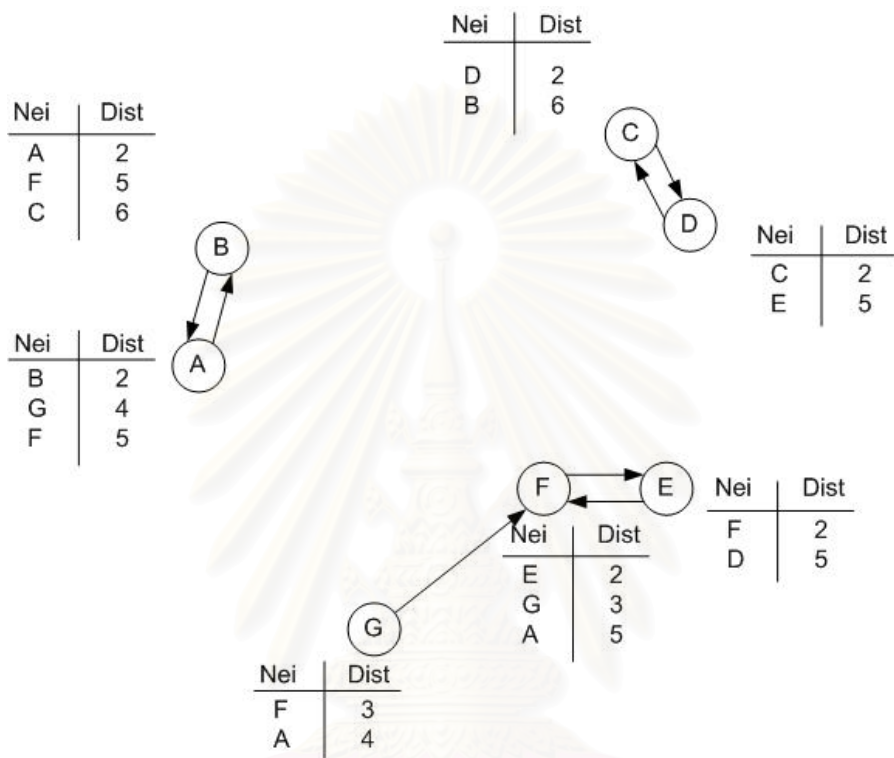 Nei Dist
D 2
B 6
Nei Dist
A 2
F 5
C 6
C
D
Nei Dist
C 2
E 5
B
A
Nei Dist
B 2
G 4
F 5
F
E
Nei Dist
F 2
D 5
Nei Dist
E 2
G 3
A 5
G
Nei Dist
F 3
A 4